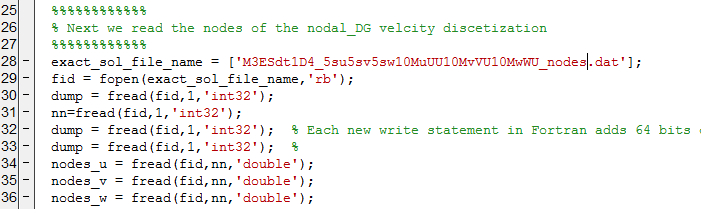 25 %%%%%%%%%%%%
26 % Next we read the nodes of the nodal_DG velcity discetization
27 %%%%%%%%%%%%
28 - exact_sol_file_name = ['M3ESdt1D4_5su5sv5sw10MuUU10MvVU10MwWU_nodes.dat'];
29 - fid = fopen(exact_sol_file_name,'rb');
30 - dump = fread(fid,1,'int32');
31 - nn=fread(fid,1,'int32');
32 - dump = fread(fid,1,'int32'); % Each new write statement in Fortran adds 64 bits
33 - dump = fread(fid,1,'int32'); %
34 - nodes_u = fread(fid,nn,'double');
35 - nodes_v = fread(fid,nn,'double');
36 - nodes_w = fread(fid,nn,'double');